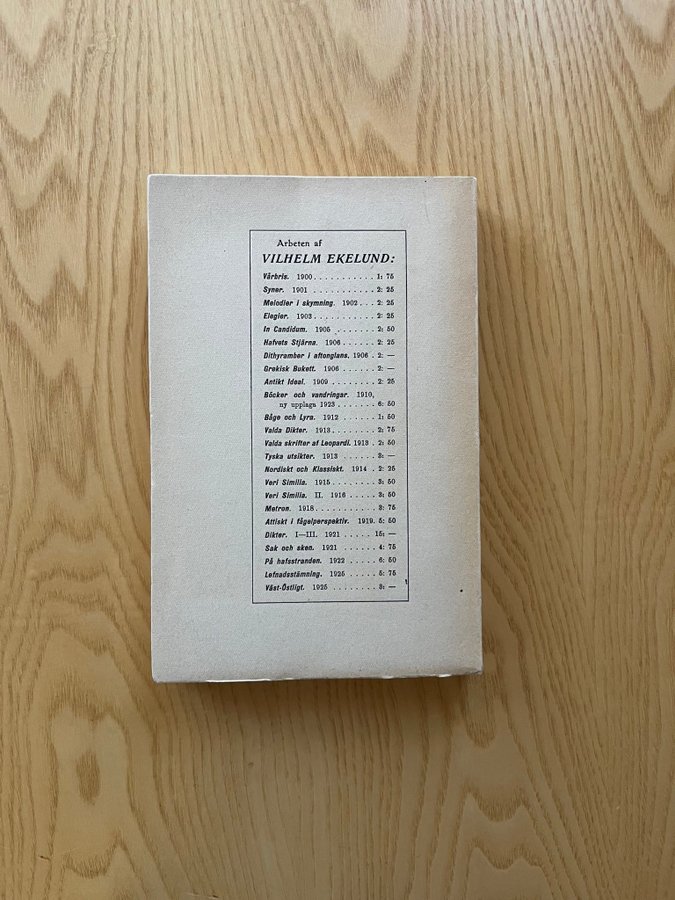 Arbeten af
VILHELM EKELUND:
Vårbris. 1900 . . . . . . . . . . . 1: 75
Syner. 1901 . . . . . . . . . . . 2: 25
Melodier i skymning. 1902 . . . 2: 25
Elegier. 1903 . . . . . . . . . . . 2: 25
In Candidum. 1905 . . . . . . . 2: 50
Hafvets Stjärna. 1906 . . . . . . 2: 25
Dithyramber i aftonglans. 1906 . 2: —
Grekisk Bukett. 1906 . . . . . . 2: —
Antikt Ideal. 1909 . . . . . . . . 2: 25
Böcker och vandringar. 1910,
ny upplaga 1923 . . . . . . . . 6: 50
Båge och Lyra. 1912 . . . . . . 1: 50
Valda Dikter. 1913 . . . . . . . . 2: 75
Valda skrifter af Leopardi. 1913 . 2: 50
Tyska utsikter. 1913 . . . . . . 3: —
Nordiskt och Klassiskt. 1914 . 2: 25
Veri Similia. 1915 . . . . . . . . 3: 50
Veri Similia. II. 1916 . . . . . 3: 50
Metron. 1918 . . . . . . . . . . . 3: 75
Attiskt i fågelperspektiv. 1919. 5: 50
Dikter. I—III. 1921 . . . . . 15: —
Sak och sken. 1921 . . . . . . 4: 75
På hafsstranden. 1922 . . . . . 6: 50
Lefnadsstämning. 1925 . . . . . 5: 75
Väst-Östligt. 1925 . . . . . . . . 3: —